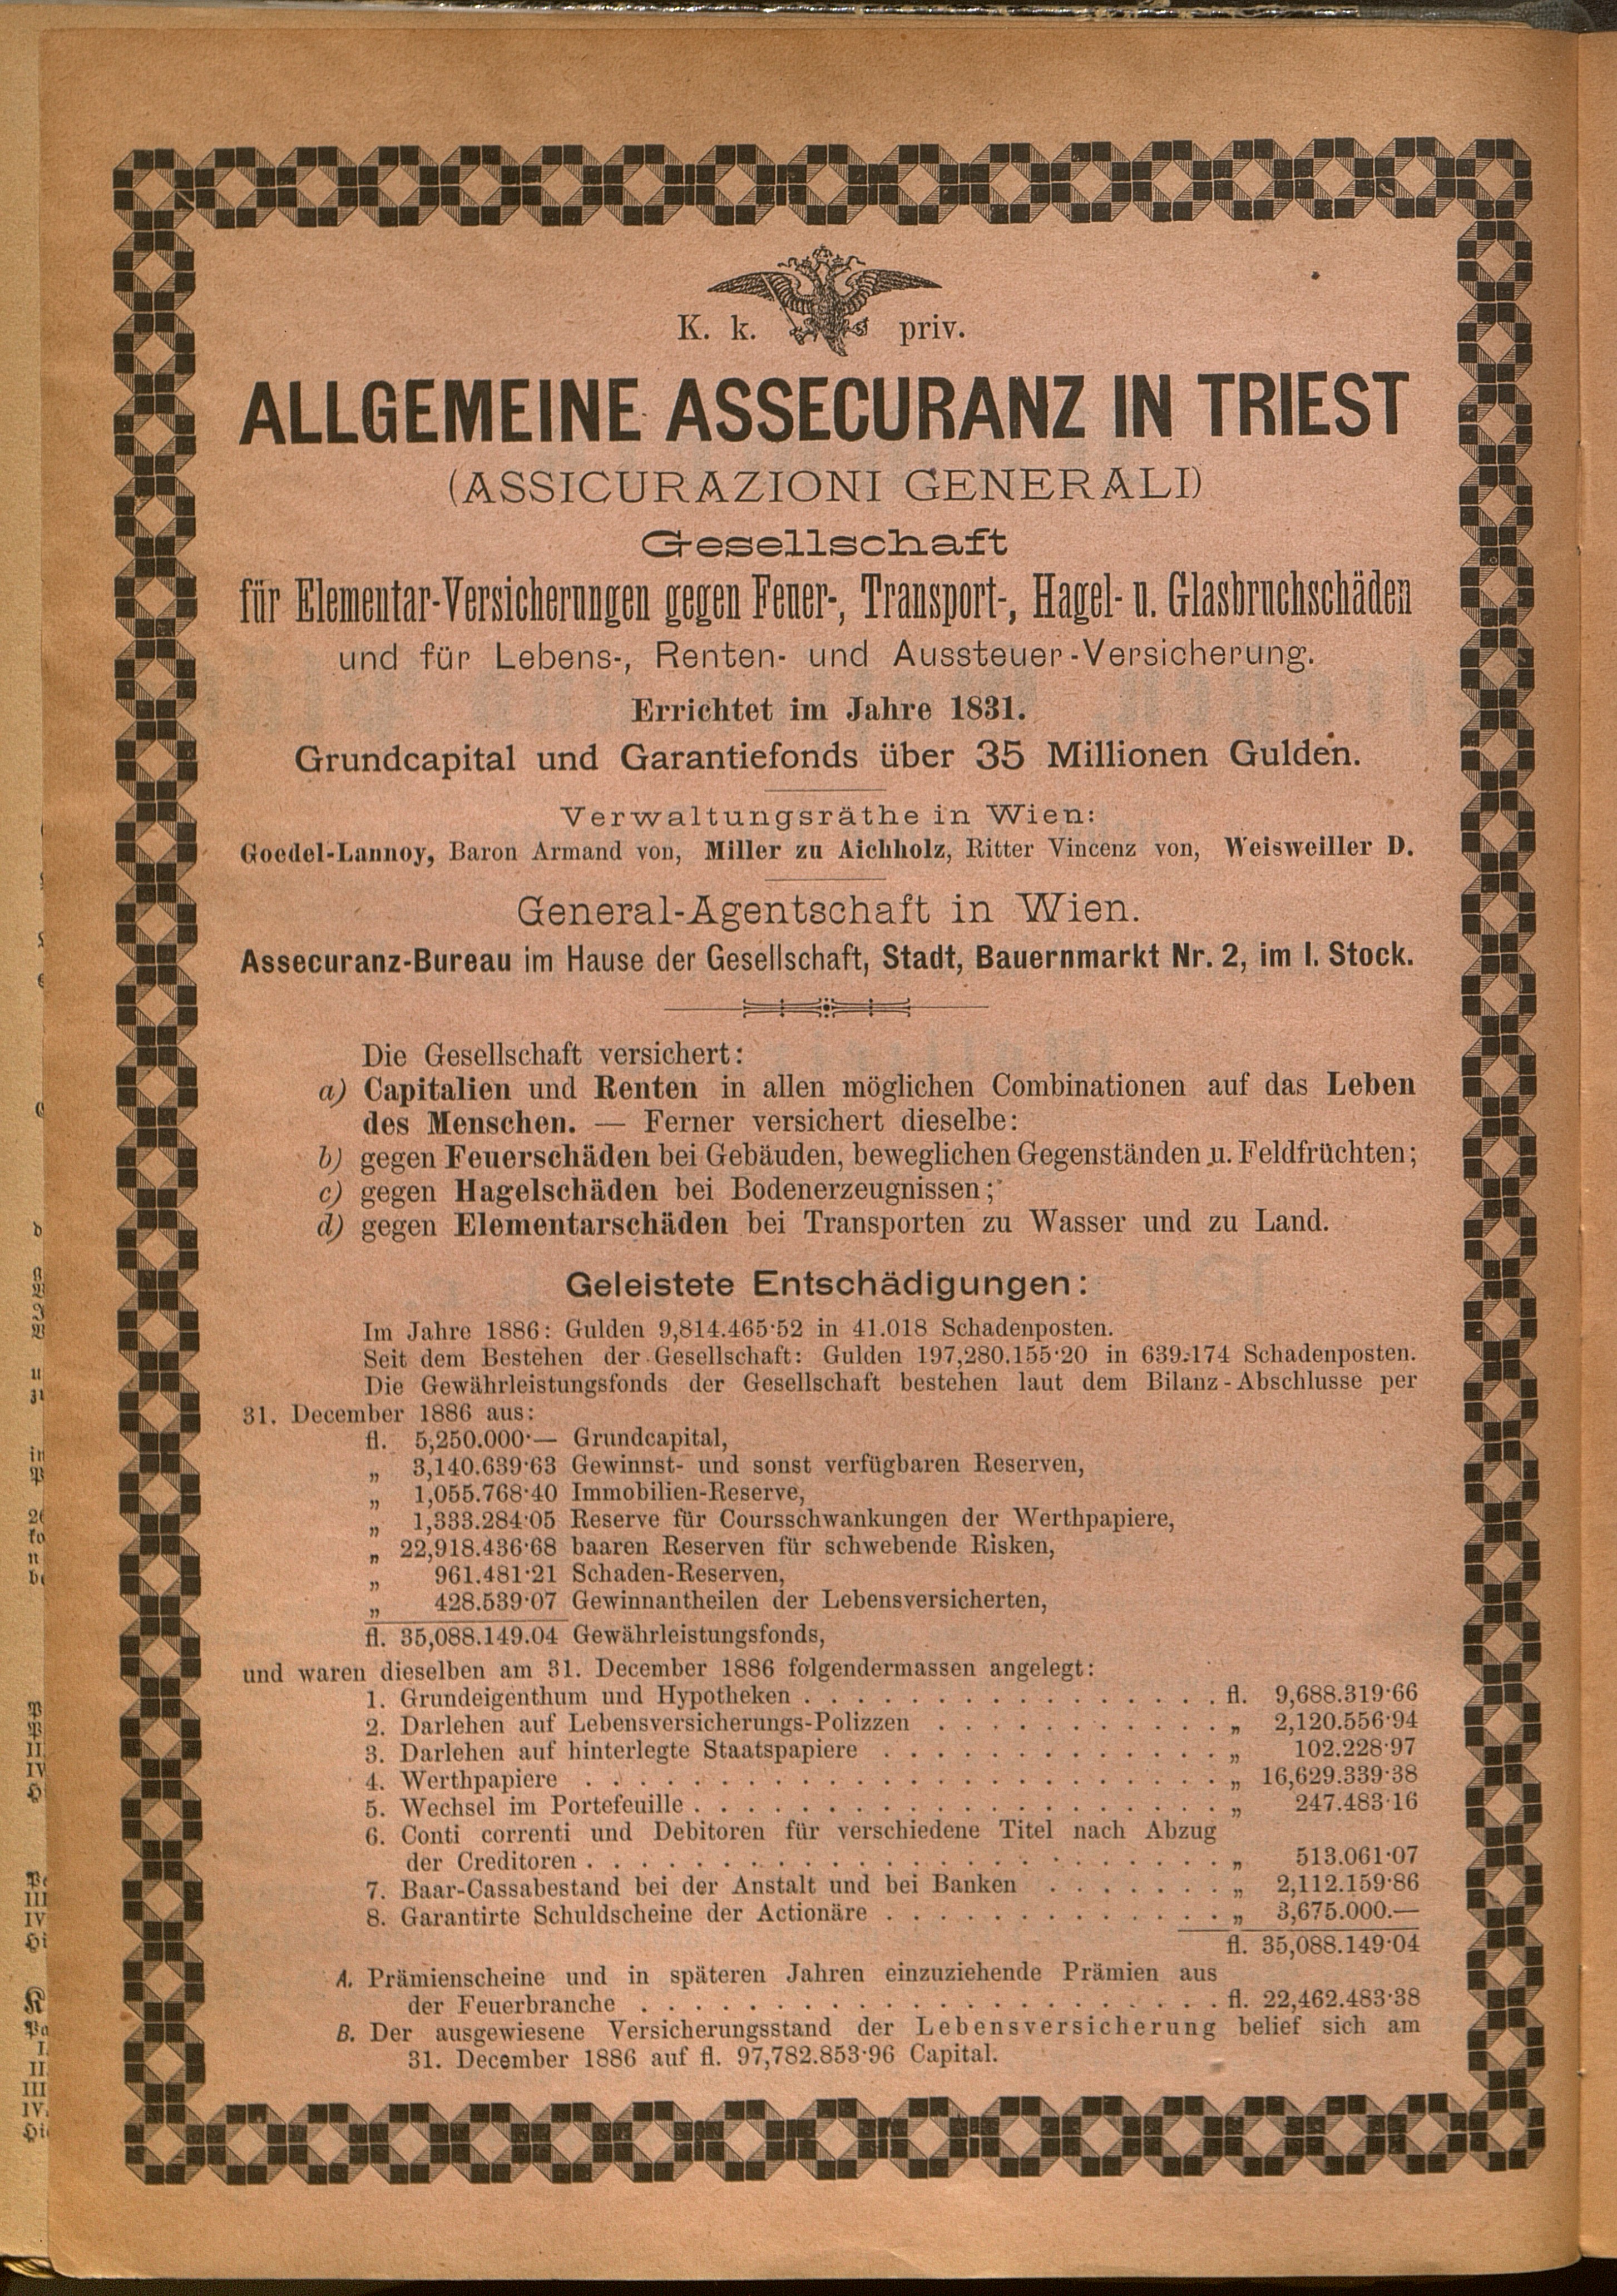 K. k. priv.
ALLGEMEINE ASSECURANZ IN TRIEST
(ASSICURAZIONI GENERALI)
Gesellschaft
für Elementar-Versicherungen gegen Feuer-, Transport-, Hagel- u. Glasbruchschäden
und für Lebens-, Renten- und Aussteuer-Versicherung.
Errichtet im Jahre 1831.
Grundcapital und Garantiefonds über 35 Millionen Gulden.
Verwaltungsräthe in Wien:
Goedel-Lannoy, Baron Armand von, Miller zu Aichholz, Ritter Vincenz von, Weisweiller D.
General-Agentschaft in Wien.
Assecuranz-Bureau im Hause der Gesellschaft, Stadt, Bauernmarkt Nr. 2, im I. Stock.
Die Gesellschaft versichert:
a) Capitalien und Renten in allen möglichen Combinationen auf das Leben
des Menschen. — Ferner versichert dieselbe:
b) gegen Feuerschäden bei Gebäuden, beweglichen Gegenständen u. Feldfrüchten;
c) gegen Hagelschäden bei Bodenerzeugnissen;
d) gegen Elementarschäden bei Transporten zu Wasser und zu Land.
Geleistete Entschädigungen:
Im Jahre 1886: Gulden 9,814.465·52 in 41.018 Schadenposten.
Seit dem Bestehen der Gesellschaft: Gulden 197,280.155·20 in 639.174 Schadenposten.
Die Gewährleistungsfonds der Gesellschaft bestehen laut dem Bilanz-Abschlusse per
31. December 1886 aus:
fl. 5,250.000·— Grundcapital,
„ 3,140.639·63 Gewinnst- und sonst verfügbaren Reserven,
„ 1,055.768·40 Immobilien-Reserve,
„ 1,333.284·05 Reserve für Coursschwankungen der Werthpapiere,
„ 22,918.436·68 baaren Reserven für schwebende Risken,
„ 961.481·21 Schaden-Reserven,
„ 428.539·07 Gewinnantheilen der Lebensversicherten,
fl. 35,088.149.04 Gewährleistungsfonds,
und waren dieselben am 31. December 1886 folgendermassen angelegt:
1. Grundeigenthum und Hypotheken . . . . . . . . . . . . . . . . fl. 9,688.319·66
2. Darlehen auf Lebensversicherungs-Polizzen . . . . . . . . . . . „ 2,120.556·94
3. Darlehen auf hinterlegte Staatspapiere . . . . . . . . . . . . . „ 102.228·97
4. Werthpapiere . . . . . . . . . . . . . . . . . . . . . . . . „ 16,629.339·38
5. Wechsel im Portefeuille . . . . . . . . . . . . . . . . . . . . „ 247.483·16
6. Conti correnti und Debitoren für verschiedene Titel nach Abzug
der Creditoren . . . . . . . . . . . . . . . . . . . . . . . . „ 513.061·07
7. Baar-Cassabestand bei der Anstalt und bei Banken . . . . . . . „ 2,112.159·86
8. Garantirte Schuldscheine der Actionäre . . . . . . . . . . . . . „ 3,675.000.—
fl. 35,088.149·04
A. Prämienscheine und in späteren Jahren einzuziehende Prämien aus
der Feuerbranche . . . . . . . . . . . . . . . . . . . . . . fl. 22,462.483·38
B. Der ausgewiesene Versicherungsstand der Lebensversicherung belief sich am
31. December 1886 auf fl. 97,782.853·96 Capital.